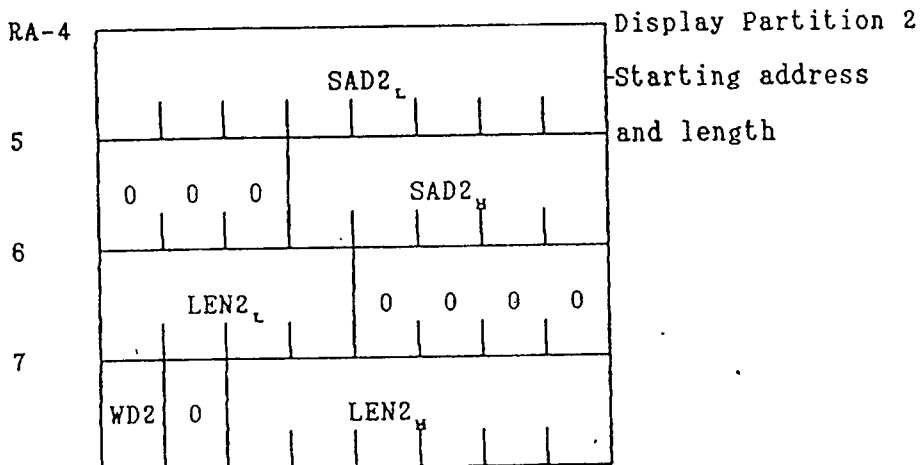 RA-4 Display Partition 2
SAD2L Starting address
and length
5
0 0 0 SAD2H
6
LEN2L 0 0 0 0
7
WD2 0 LEN2H